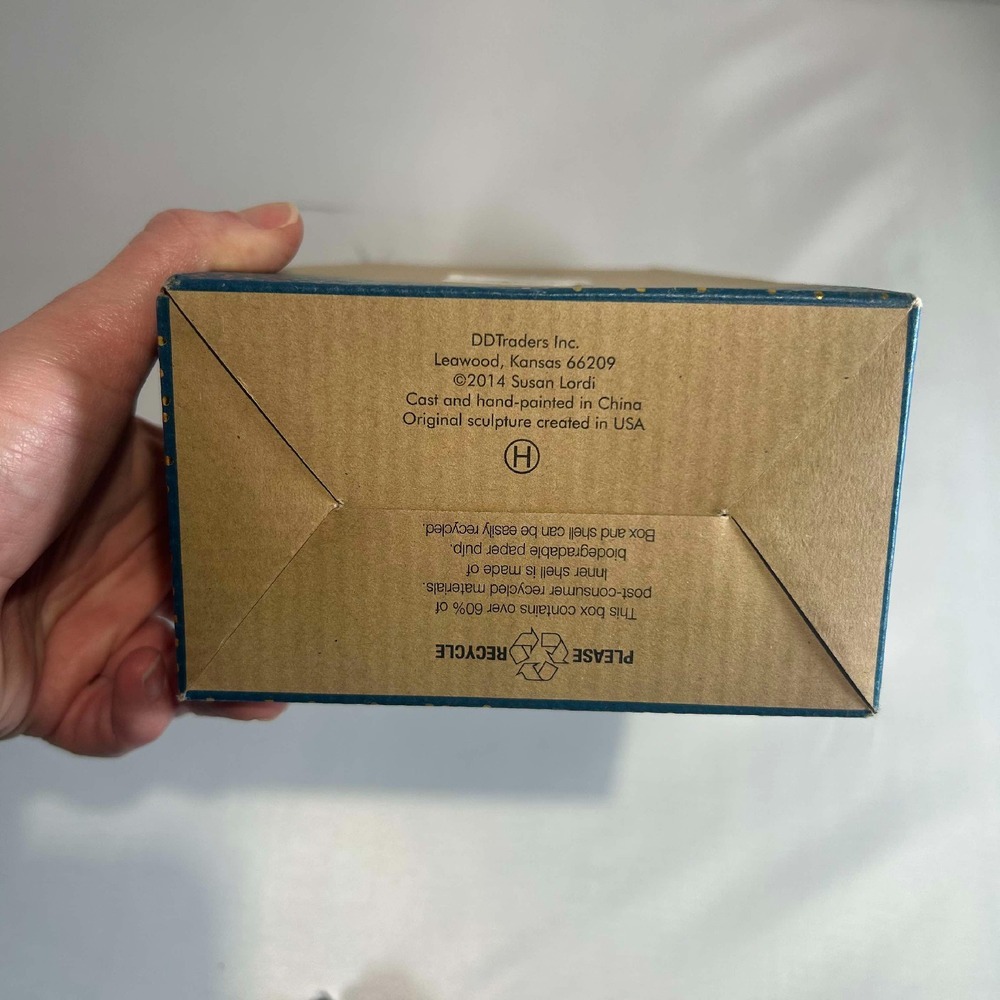 DDTraders Inc.
Leawood, Kansas 66209
©2014 Susan Lordi
Cast and hand-painted in China
Original sculpture created in USA
H
PLEASE RECYCLE
This box contains over 60% of
post-consumer recycled materials.
Inner shell is made of
biodegradable paper pulp.
Box and shell can be easily recycled.